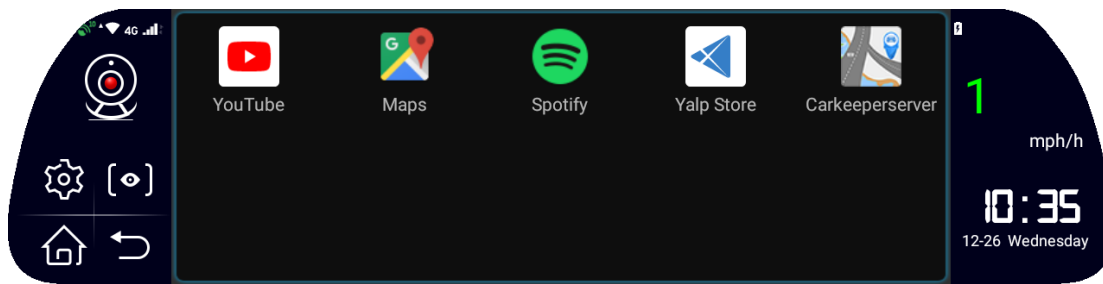 4G
YouTube
Maps
Spotify
Yalp Store
Carkeeperserver
1
mph/h
10:35
12-26 Wednesday